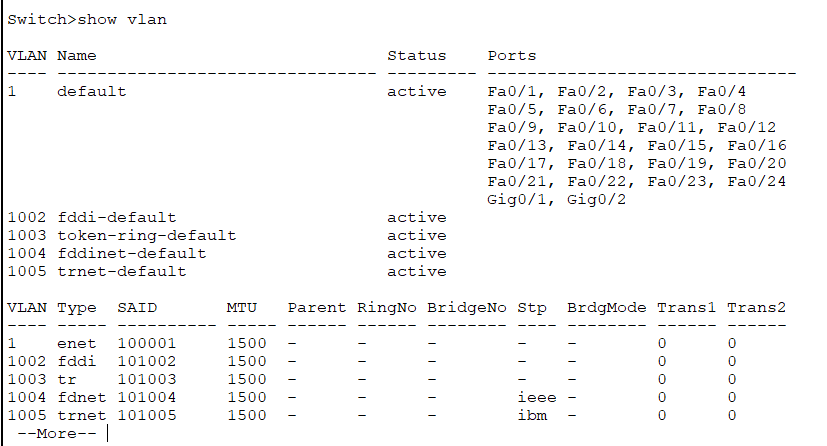 Switch>show vlan
VLAN Name                             Status    Ports
---- -------------------------------- --------- -------------------------------
1    default                          active    Fa0/1, Fa0/2, Fa0/3, Fa0/4
                                                Fa0/5, Fa0/6, Fa0/7, Fa0/8
                                                Fa0/9, Fa0/10, Fa0/11, Fa0/12
                                                Fa0/13, Fa0/14, Fa0/15, Fa0/16
                                                Fa0/17, Fa0/18, Fa0/19, Fa0/20
                                                Fa0/21, Fa0/22, Fa0/23, Fa0/24
                                                Gig0/1, Gig0/2
1002 fddi-default                     active
1003 token-ring-default               active
1004 fddinet-default                  active
1005 trnet-default                    active
VLAN Type  SAID       MTU   Parent RingNo BridgeNo Stp  BrdgMode Trans1 Trans2
---- ----- ---------- ----- ------ ------ -------- ---- -------- ------ ------
1    enet  100001     1500  -      -      -        -    -        0      0
1002 fddi  101002     1500  -      -      -        -    -        0      0
1003 tr    101003     1500  -      -      -        -    -        0      0
1004 fdnet 101004     1500  -      -      -        ieee -        0      0
1005 trnet 101005     1500  -      -      -        ibm  -        0      0
 --More--